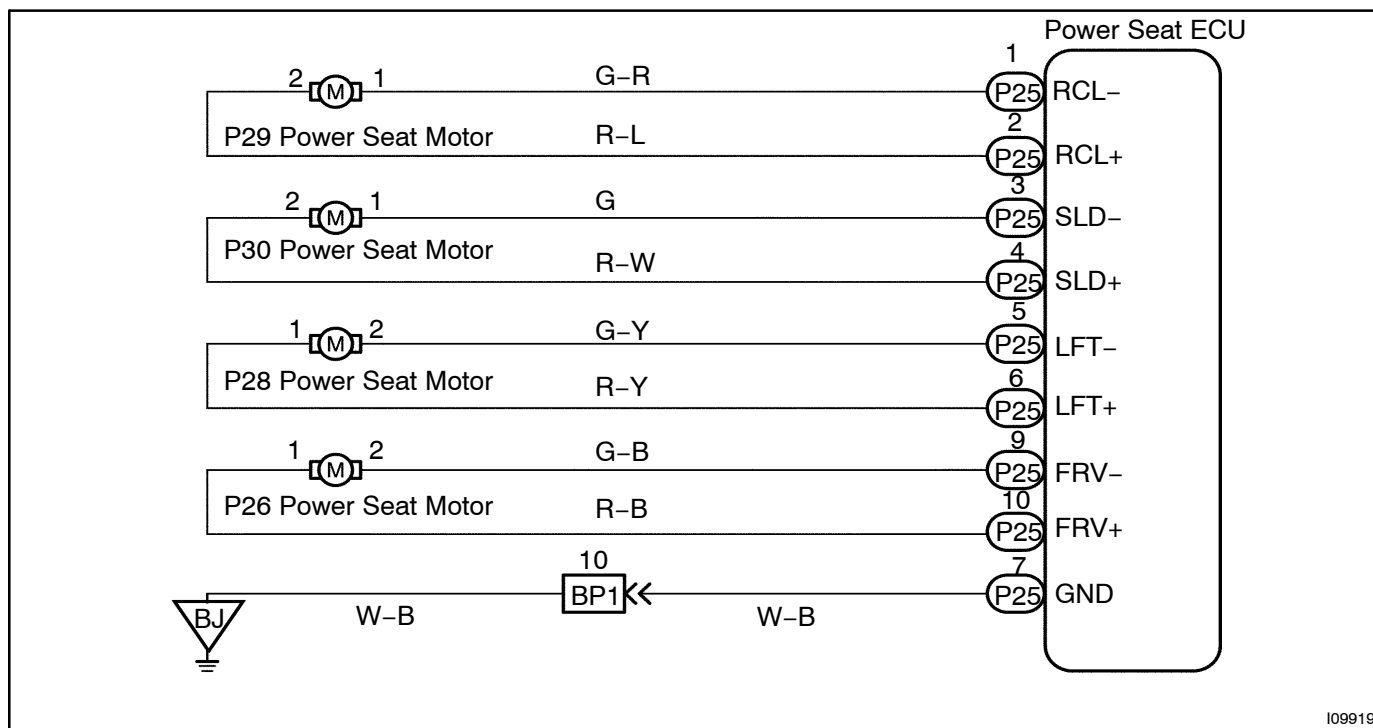 Power Seat ECU
1
2 M 1 G–R P25 RCL–
P29 Power Seat Motor R–L 2
P25 RCL+
3
2 M 1 G P25 SLD–
P30 Power Seat Motor R–W 4
P25 SLD+
5
1 M 2 G–Y P25 LFT–
P28 Power Seat Motor R–Y 6
P25 LFT+
9
1 M 2 G–B P25 FRV–
P26 Power Seat Motor R–B 10
P25 FRV+
10 7
BJ W–B BP1 W–B P25 GND
I09919